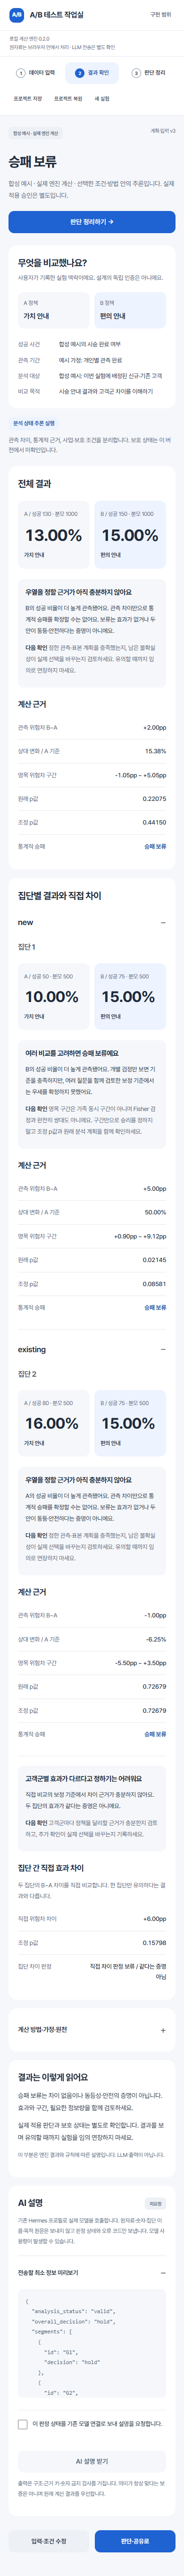 A/B
A/B 테스트 작업실
구현 범위
로컬 계산 엔진 0.2.0
원자료는 브라우저 안에서 처리 · LLM 전송은 별도 확인
1 데이터 입력
2 결과 확인
3 판단 정리
프로젝트 저장
프로젝트 복원
새 실험
합성 예시 · 실제 엔진 계산
계획 입력 v3
승패 보류
합성 예시 · 실제 엔진 계산 · 선택한 조건·방법 안의 주문입니다. 실제 적용 승인은 별도입니다.
판단 정리하기 →
무엇을 비교했나요?
사용자가 기록한 실험 맥락이에요. 설계의 독립 인증은 아니에요.
A 정책
가치 안내
B 정책
편의 안내
성공 사건
합성 예시의 시승 완료 여부
관측 기간
예시 가정: 개인별 관측 완료
분석 대상
합성 예시: 이번 실험에 배정된 신규·기존 고객
비교 목적
시승 안내 결과와 고객군 차이를 이해하기
분석 상태 추론 실행
관측 차이, 통계적 근거, 사업·보호 조건을 분리합니다. 보호 상태는 이 버전에서 미확인입니다.
전체 결과
A / 성공 130 · 분모 1000
13.00%
가치 안내
B / 성공 150 · 분모 1000
15.00%
편의 안내
우열을 정할 근거가 아직 충분하지 않아요
B의 성공 비율이 더 높게 관측됐어요. 관측 차이만으로 통계적 승패를 확정할 수는 없어요. 보류는 효과가 없거나 두 안이 동등·안전하다는 증명이 아니에요.
다음 확인 정한 관측·표본 계획을 충족했는지, 남은 불확실성이 실제 선택을 바꾸는지 검토하세요. 유의할 때까지 임의로 연장하지 마세요.
계산 근거
관측 위험차 B−A
+2.00pp
상대 변화 / A 기준
15.38%
명목 위험차 구간
-1.05pp ~ +5.05pp
원래 p값
0.22075
조정 p값
0.44150
통계적 승패
승패 보류
집단별 결과와 직접 차이
new
−
집단 1
A / 성공 50 · 분모 500
10.00%
가치 안내
B / 성공 75 · 분모 500
15.00%
편의 안내
여러 비교를 고려하면 승패 보류예요
B의 성공 비율이 더 높게 관측됐어요. 개별 검정만 보면 기준을 충족하지만, 여러 질문을 함께 검토한 보정 기준에서는 우세를 확정하지 못했어요.
다음 확인 명목 구간은 가족 동시 구간이 아니며 Fisher 검정과 완전히 쌍대도 아니에요. 구간만으로 승리를 정하지 말고 조정 p값과 원래 분석 계획을 함께 확인하세요.
계산 근거
관측 위험차 B−A
+5.00pp
상대 변화 / A 기준
50.00%
명목 위험차 구간
+0.90pp ~ +9.12pp
원래 p값
0.02145
조정 p값
0.08581
통계적 승패
승패 보류
existing
−
집단 2
A / 성공 80 · 분모 500
16.00%
가치 안내
B / 성공 75 · 분모 500
15.00%
편의 안내
우열을 정할 근거가 아직 충분하지 않아요
A의 성공 비율이 더 높게 관측됐어요. 관측 차이만으로 통계적 승패를 확정할 수는 없어요. 보류는 효과가 없거나 두 안이 동등·안전하다는 증명이 아니에요.
다음 확인 정한 관측·표본 계획을 충족했는지, 남은 불확실성이 실제 선택을 바꾸는지 검토하세요. 유의할 때까지 임의로 연장하지 마세요.
계산 근거
관측 위험차 B−A
-1.00pp
상대 변화 / A 기준
-6.25%
명목 위험차 구간
-5.50pp ~ +3.50pp
원래 p값
0.72679
조정 p값
0.72679
통계적 승패
승패 보류
고객군별 효과가 다르다고 정하기는 어려워요
직접 비교의 보정 기준에서 차이 근거가 충분하지 않아요. 두 집단의 효과가 같다는 증명은 아니에요.
다음 확인 고객군마다 정책을 달리할 근거가 충분한지 검토하고, 추가 확인이 실제 선택을 바꾸는지 기록하세요.
집단 간 직접 효과 차이
두 집단의 B−A 차이를 직접 비교합니다. 한 집단만 유의하다는 결과와 다릅니다.
직접 위험차 차이
+6.00pp
조정 p값
0.15798
집단 차이 판정
직접 차이 판정 보류 / 같다는 증명 아님
계산 방법·가정·원천
+
결과는 이렇게 읽어요
승패 보류는 차이 없음이나 동등·안전의 증명이 아닙니다. 효과와 구간, 필요한 정보량을 함께 검토하세요.
실제 적용 판단과 보호 상태는 별도로 확인합니다. 결과를 보며 유의할 때까지 실험을 임의 연장하지 마세요.
이 부분은 엔진 결과와 규칙에 따른 설명입니다. LLM 출력이 아닙니다.
AI 설명
미요청
기존 Hermes 프로필로 실제 모델을 호출합니다. 원자료·숫자·집단 이름·목적 원문은 보내지 않고 판정 상태와 오류 코드만 보냅니다. 모델 사용량이 발생할 수 있습니다.
전송할 최소 정보 미리보기
−
{
"analysis_status": "valid",
"overall_decision": "hold",
"segments": [
{
"id": "G1",
"decision": "hold"
},
{
"id": "G2",
이 판정 상태를 기존 모델 연결로 보내 설명을 요청합니다.
AI 설명 받기
출력은 구조·근거 키·숫자 금지 검사를 거칩니다. 의미가 항상 맞다는 보증은 아니며 원래 계산 결과를 우선합니다.
입력·조건 수정
판단·공유로